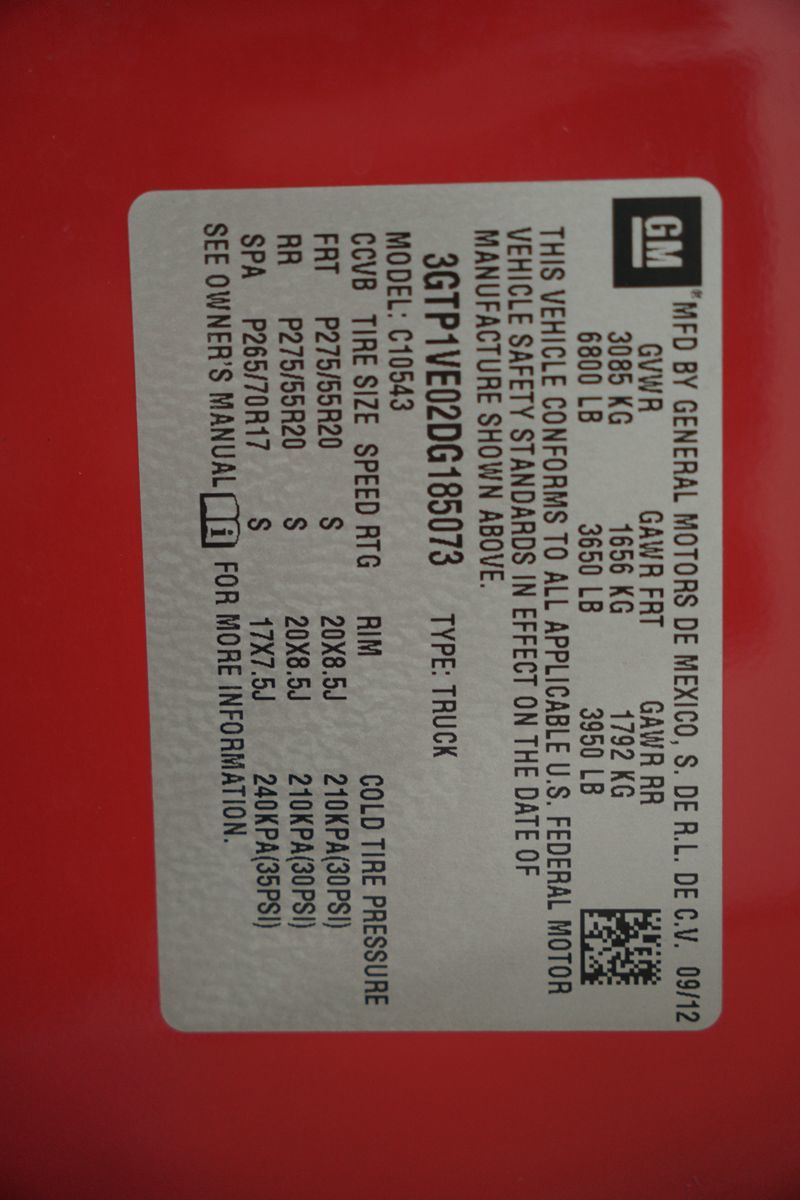 GM
MFD BY GENERAL MOTORS DE MEXICO, S. DE R.L. DE C.V. 09/12
GVWR GAWR FRT GAWR RR
3085 KG 1656 KG 1792 KG
6800 LB 3650 LB 3950 LB
THIS VEHICLE CONFORMS TO ALL APPLICABLE U.S. FEDERAL MOTOR
VEHICLE SAFETY STANDARDS IN EFFECT ON THE DATE OF
MANUFACTURE SHOWN ABOVE.
3GTP1VE02DG185073 TYPE: TRUCK
MODEL: C10543
CCVB TIRE SIZE SPEED RTG RIM COLD TIRE PRESSURE
FRT P275/55R20 S 20X8.5J 210KPA(30PSI)
RR P275/55R20 S 20X8.5J 210KPA(30PSI)
SPA P265/70R17 S 17X7.5J 240KPA(35PSI)
SEE OWNER'S MANUAL i FOR MORE INFORMATION.